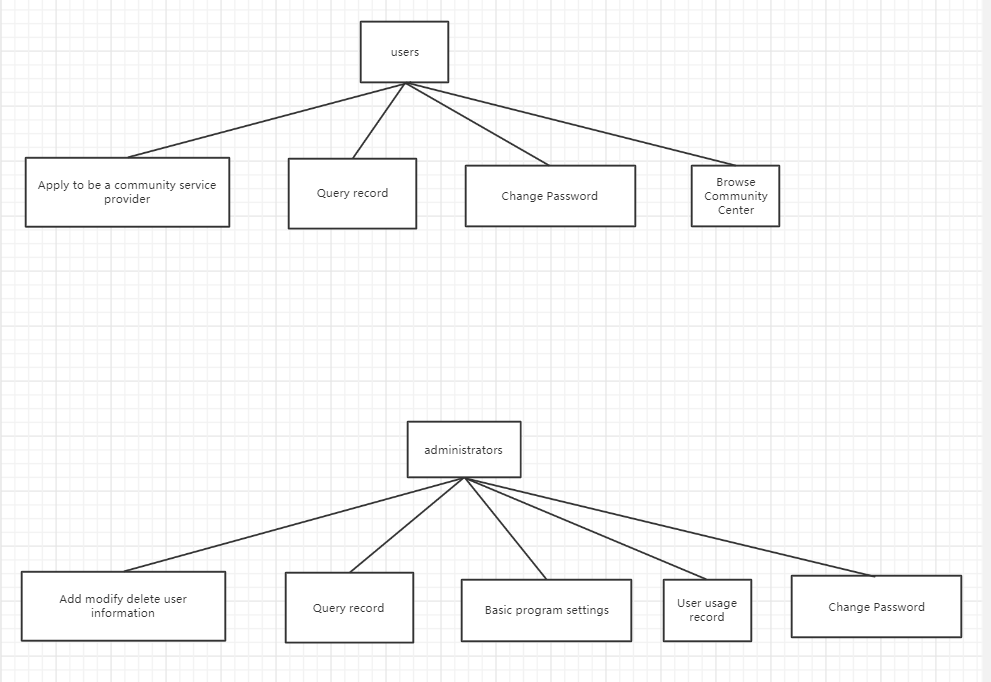 users
Apply to be a community service
provider
Query record
Change Password
Browse
Community
Center
administrators
Add modify delete user
information
Query record
Basic program settings
User usage
record
Change Password